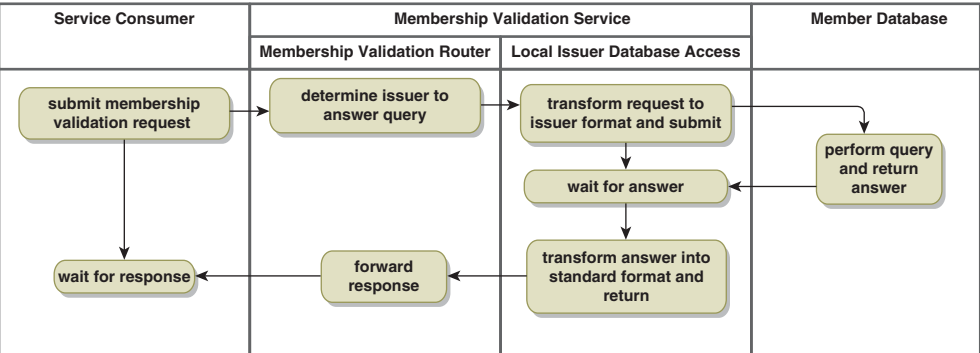 Service Consumer
Membership Validation Service
Member Database
Membership Validation Router
Local Issuer Database Access
submit membership
validation request
determine issuer to
answer query
transform request to
issuer format and submit
perform query
and return
answer
wait for answer
transform answer into
standard format and
return
forward
response
wait for response